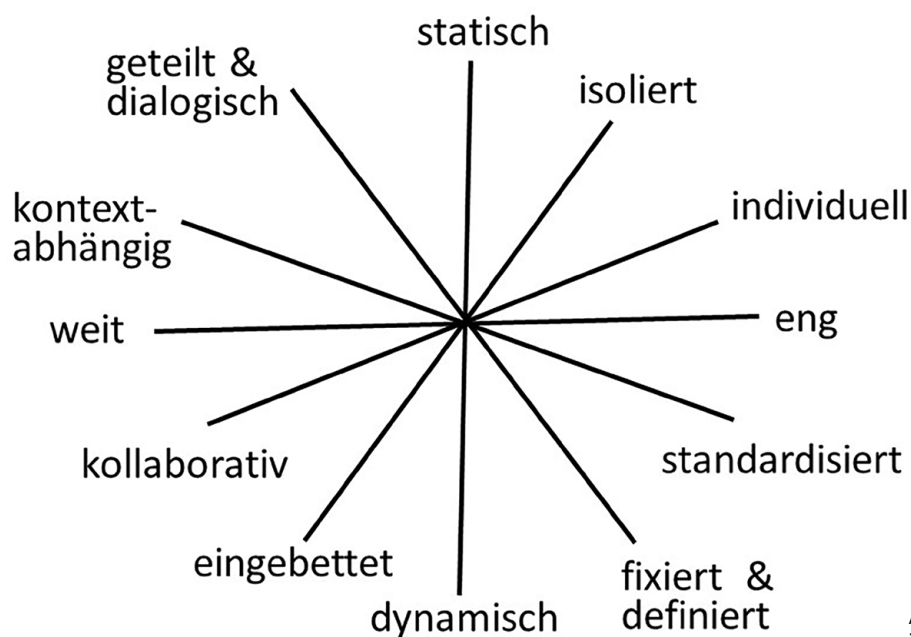 statisch
geteilt &
dialogisch
isoliert
kontext-
abhängig
individuell
weit
eng
kollaborativ
standardisiert
eingebettet
fixiert &
definiert
dynamisch